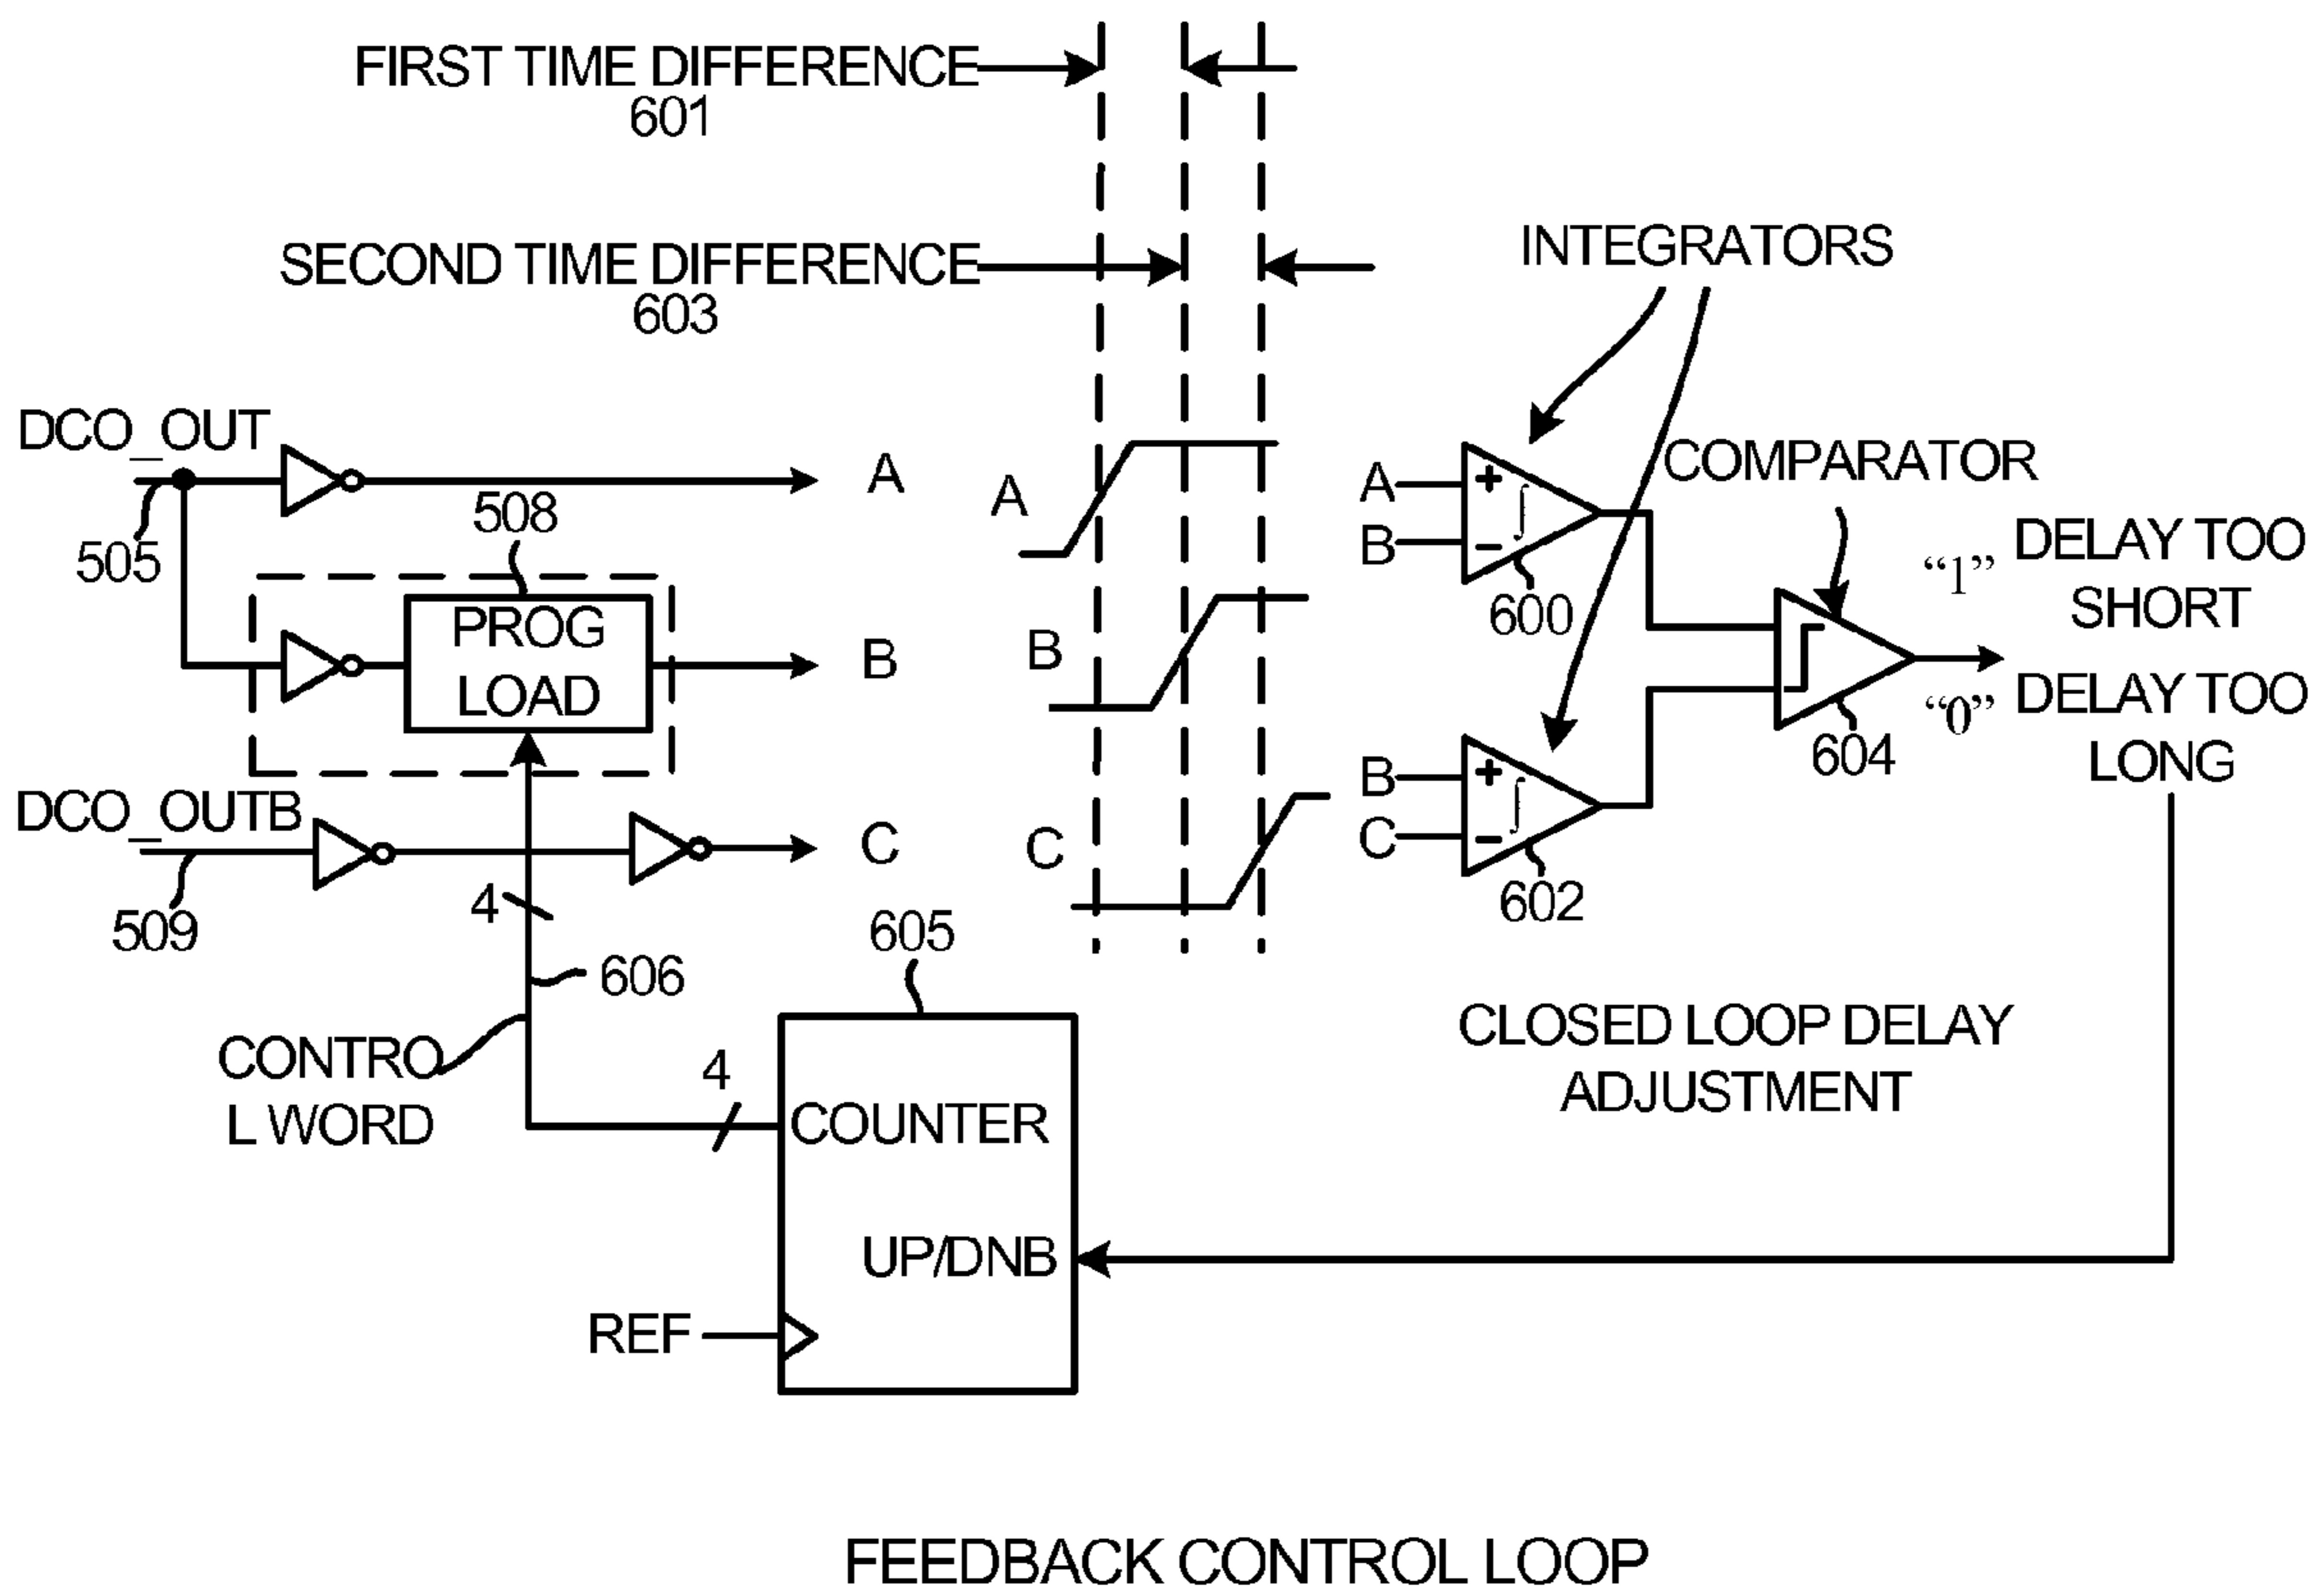 FIRST TIME DIFFERENCE
601
SECOND TIME DIFFERENCE
603
INTEGRATORS
DCO_OUT
505
A
508
PROG
LOAD
B
DCO_OUTB
509
C
4
606
CONTRO
L WORD
A
B
C
A
+
∫
B
−
600
COMPARATOR
“1”
DELAY TOO
SHORT
“0”
DELAY TOO
LONG
604
B
+
∫
C
−
602
605
4
COUNTER
UP/DNB
REF
CLOSED LOOP DELAY
ADJUSTMENT
FEEDBACK CONTROL LOOP